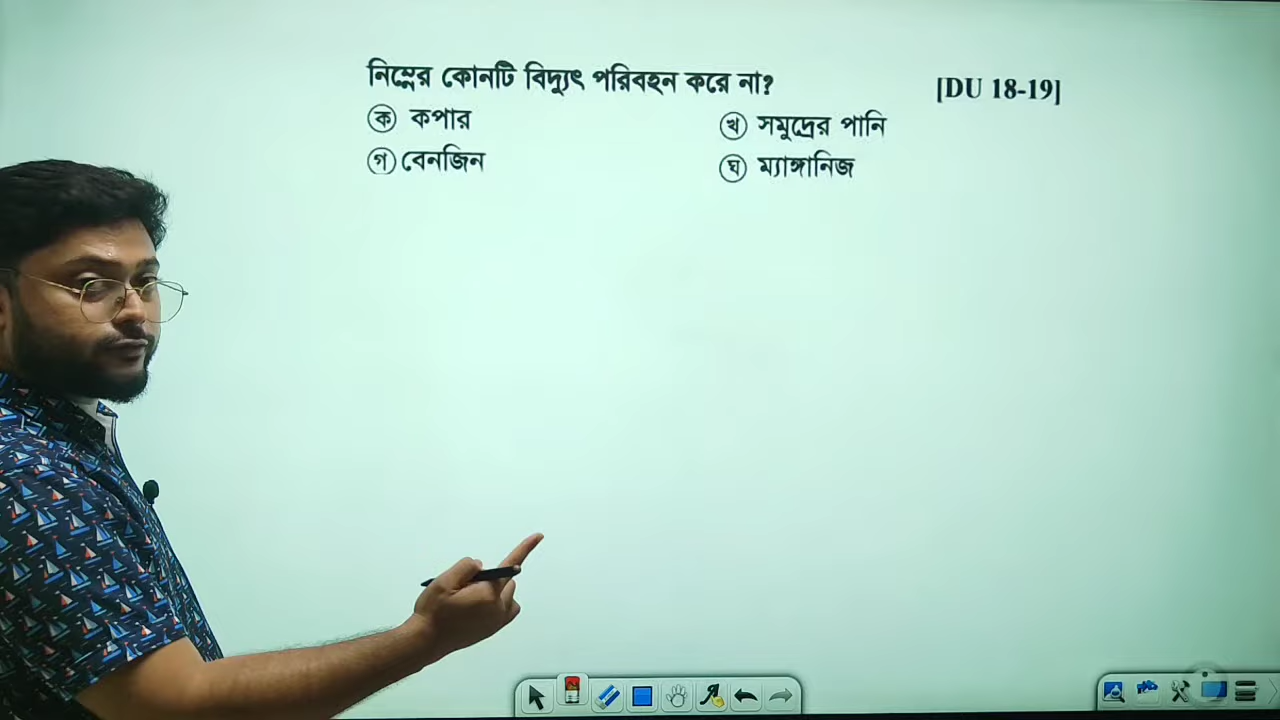 নিম্নের কোনটি বিদ্যুৎ পরিবহন করে না? [DU 18-19]
ক কপার খ সমুদ্রের পানি
গ বেনজিন ঘ ম্যাঙ্গানিজ